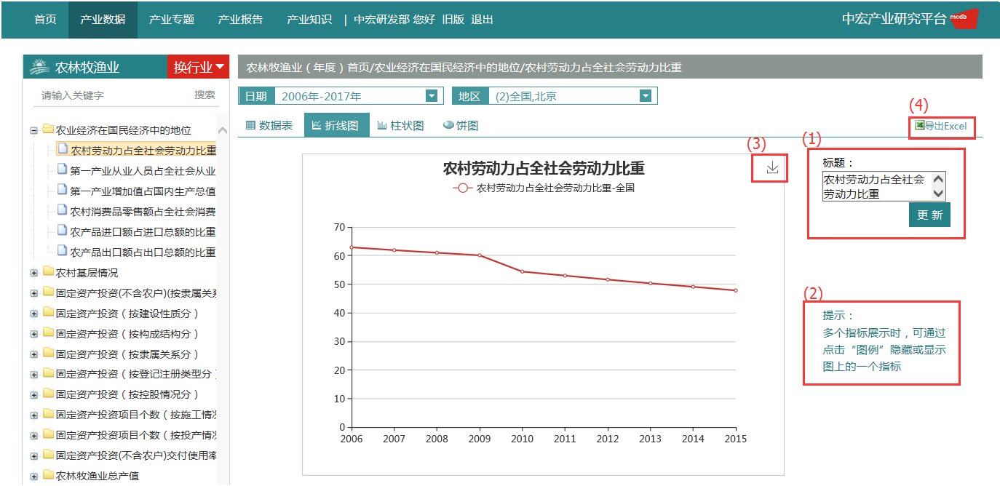 首页 产业数据 产业专题 产业报告 产业知识 | 中宏研发部 您好 旧版 退出
中宏产业研究平台 mcdb
农林牧渔业 换行业
农林牧渔业（年度）首页/农业经济在国民经济中的地位/农村劳动力占全社会劳动力比重
请输入关键字 搜索
日期 2006年-2017年 地区 (2)全国,北京
数据表 折线图 柱状图 饼图
(4)
导出Excel
农业经济在国民经济中的地位
农村劳动力占全社会劳动力比重
第一产业从业人员占全社会从业
第一产业增加值占国内生产总值
农村消费品零售额占全社会消费
农产品进口额占进口总额的比重
农产品出口额占出口总额的比重
农村基层情况
固定资产投资(不含农户)(按隶属关系
固定资产投资（按建设性质分）
固定资产投资（按构成结构分）
固定资产投资（按隶属关系分）
固定资产投资（按登记注册类型分）
固定资产投资（按控股情况分）
固定资产投资项目个数（按施工情况
固定资产投资项目个数（按投产情况
固定资产投资(不含农户)交付使用率
农林牧渔业总产值
(3)
农村劳动力占全社会劳动力比重
农村劳动力占全社会劳动力比重-全国
70
60
50
40
30
20
10
0
2006 2007 2008 2009 2010 2011 2012 2013 2014 2015
(1)
标题：
农村劳动力占全社会
劳动力比重
更 新
(2)
提示：
多个指标展示时，可通过
点击“图例”隐藏或显示
图上的一个指标